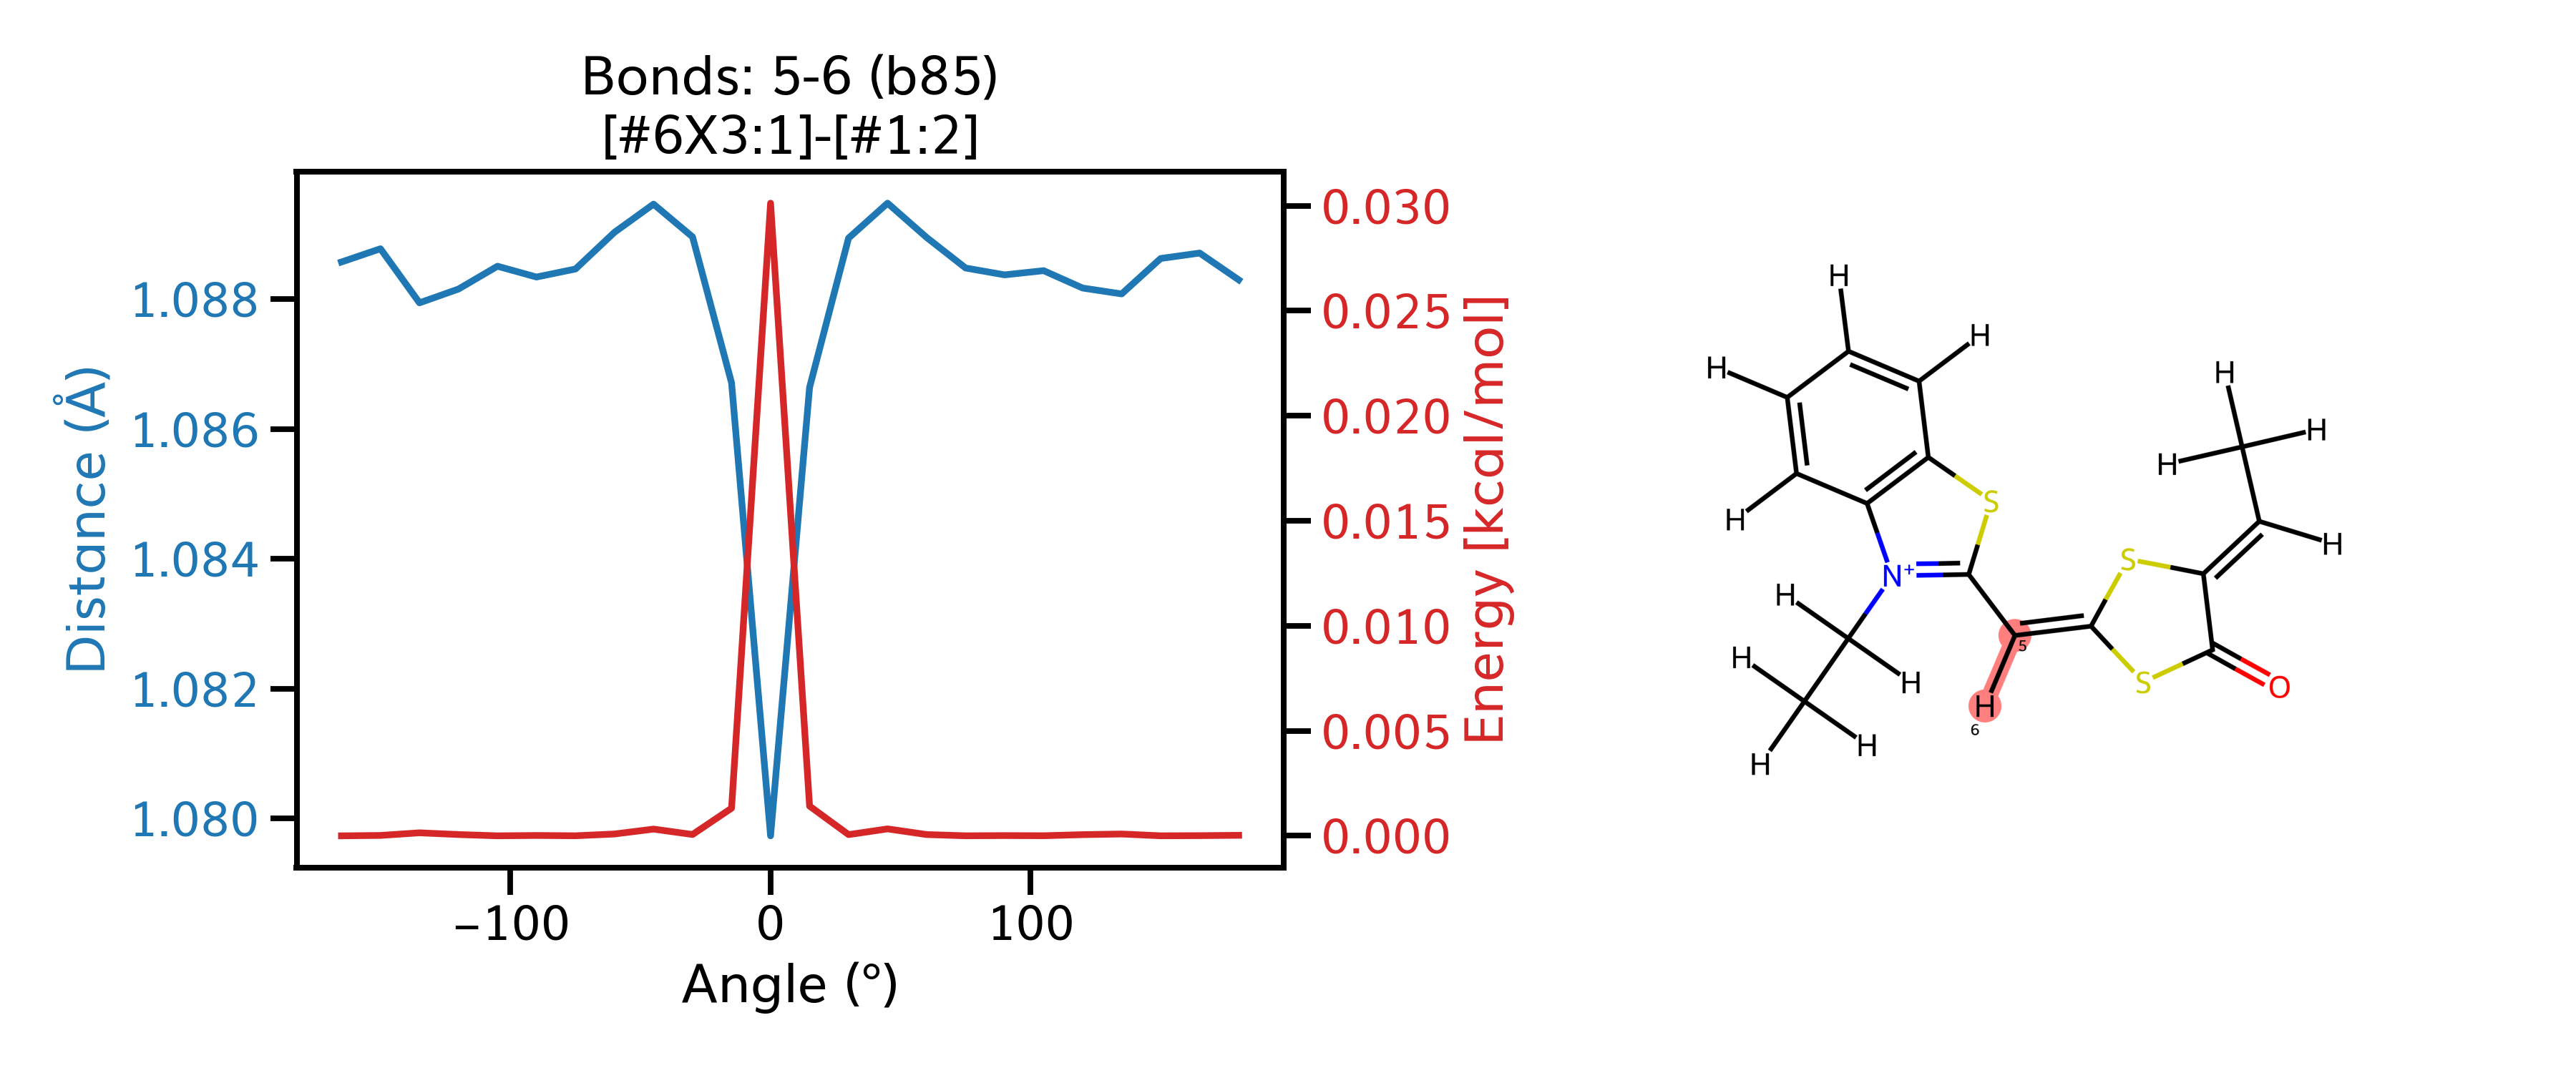 Bonds: 5-6 (b85)
[#6X3:1]-[#1:2]
Distance (Å)
1.088
1.086
1.084
1.082
1.080
−100
0
100
Angle (°)
0.030
0.025
0.020
0.015
0.010
0.005
0.000
Energy [kcal/mol]
H
H
H
H
S
N+
H
H
H
H
H
5
H
6
S
S
O
H
H
H
H